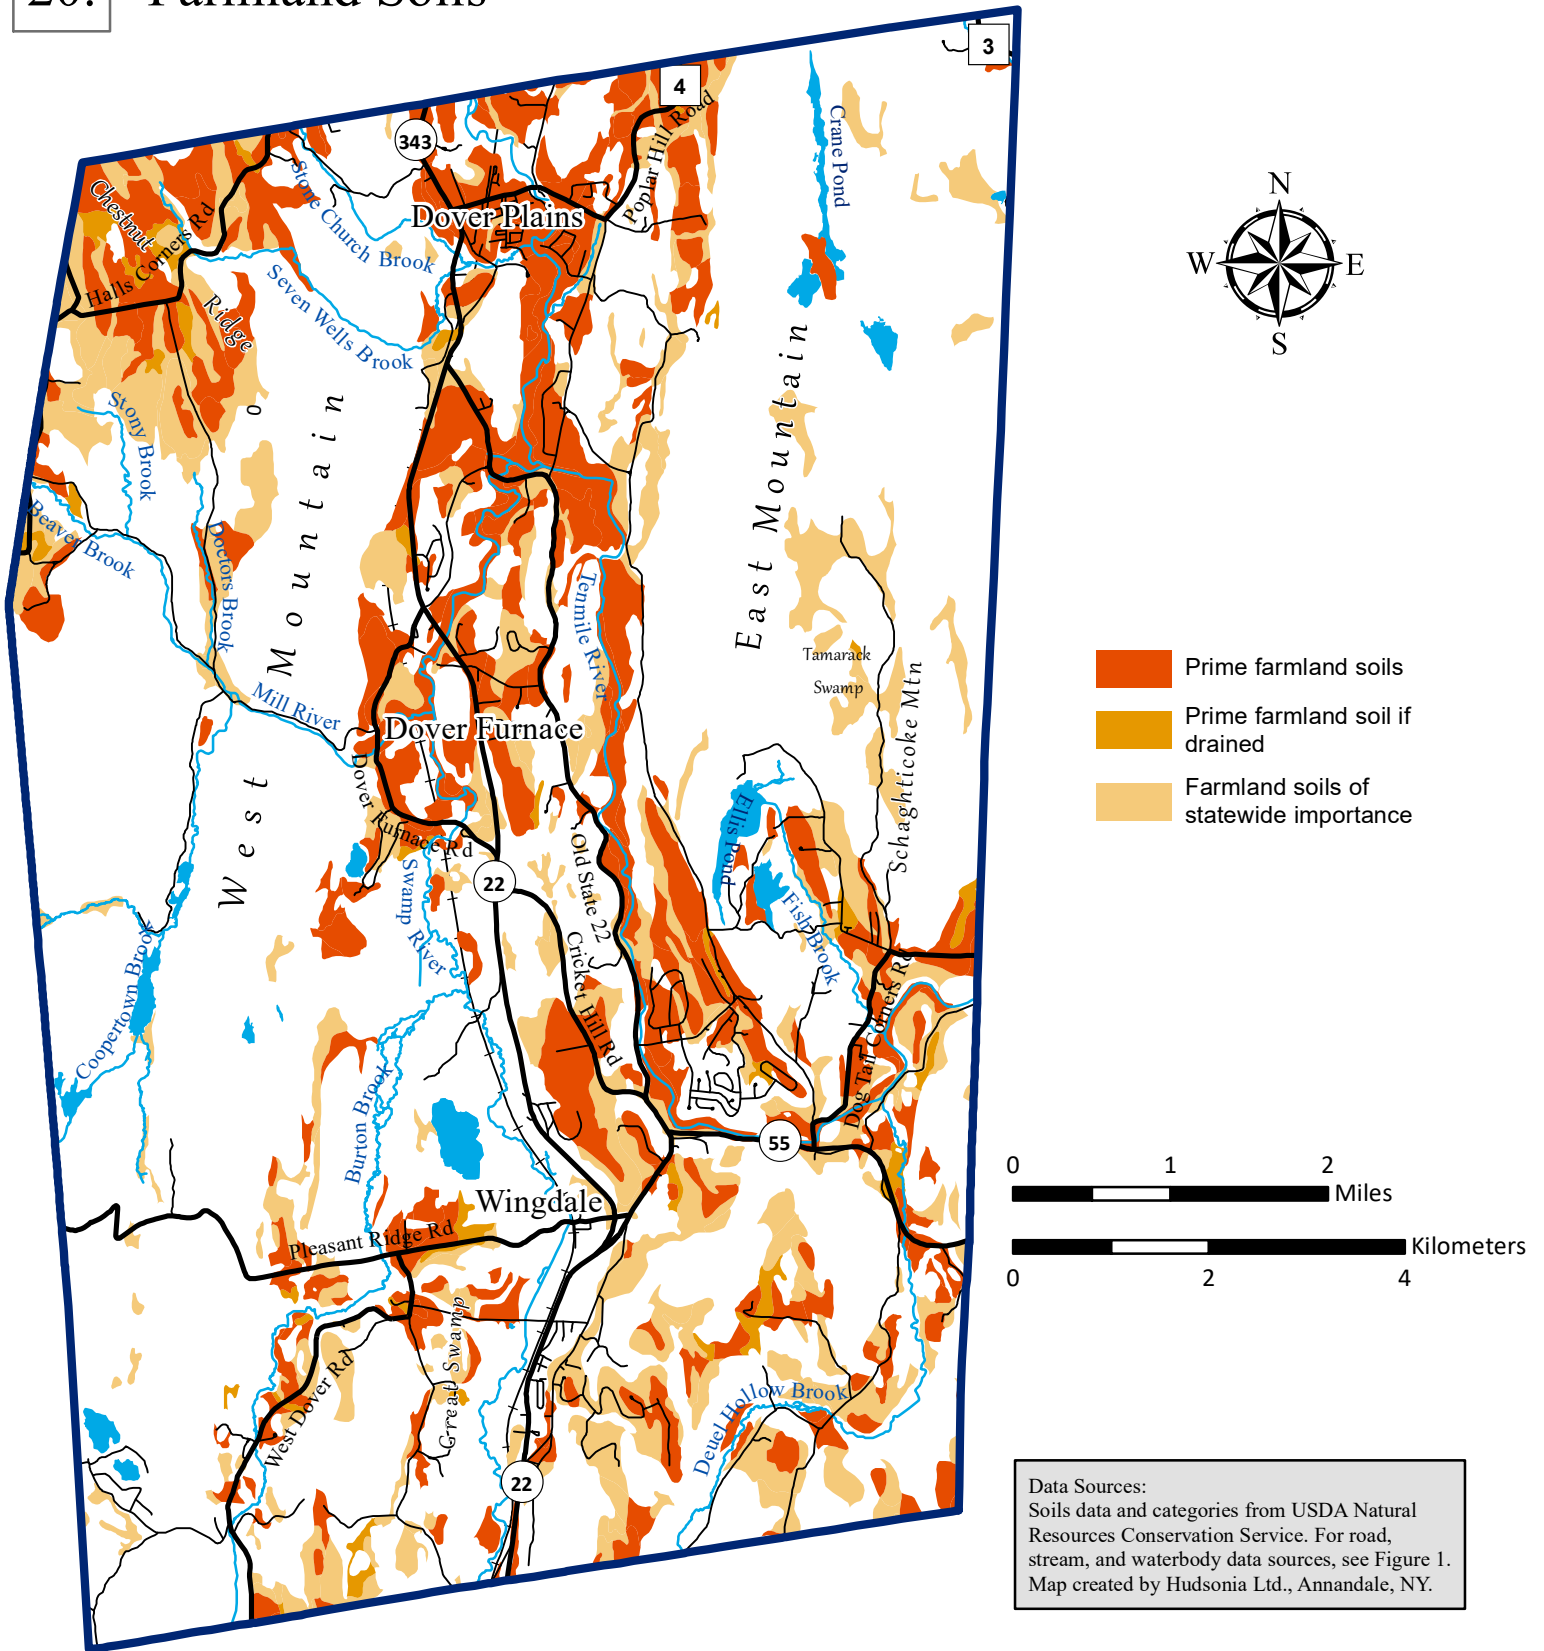 20. Farmland Soils
3
4
343
Poplar Hill Road
Crane Pond
Chestnut
Ridge
Halls Corners Rd
Stone Church Brook
Dover Plains
Seven Wells Brook
N
W E
S
Stony Brook
Beaver Brook
Doctors Brook
West Mountain
East Mountain
Tenmile River
Tamarack
Swamp
Schaghticoke Mtn
Mill River
Dover Furnace
Dover Furnace Rd
Swamp River
22
Old State 22
Cricket Hill Rd
Ellis Pond
Fish Brook
Dog Tail Corners Rd
Coopertown Brook
Burton Brook
55
Wingdale
Pleasant Ridge Rd
West Dover Rd
Great Swamp
Deuel Hollow Brook
22
Prime farmland soils
Prime farmland soil if
drained
Farmland soils of
statewide importance
0 1 2
Miles
Kilometers
0 2 4
Data Sources:
Soils data and categories from USDA Natural
Resources Conservation Service. For road,
stream, and waterbody data sources, see Figure 1.
Map created by Hudsonia Ltd., Annandale, NY.